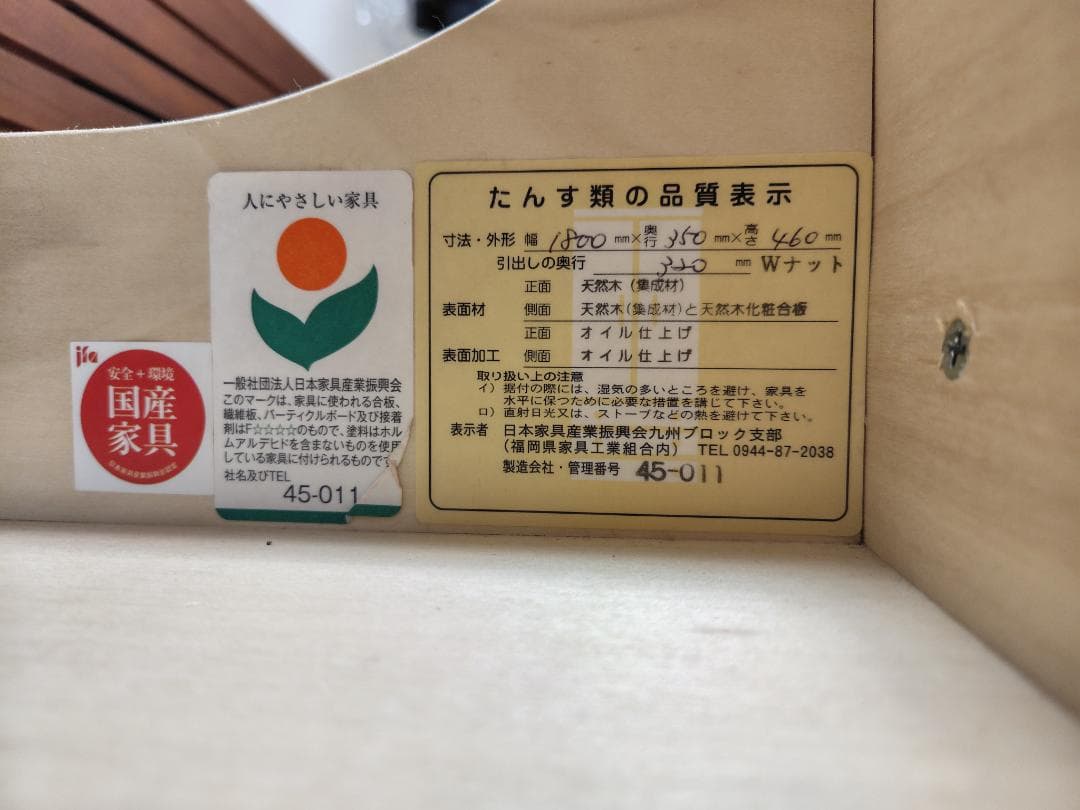 jfa
安全+環境
国産
家具
人にやさしい家具
一般社団法人日本家具産業振興会
このマークは、家具に使われる合板、
繊維板、パーティクルボード及び接着
剤はF☆☆☆☆のもので、塗料はホル
ムアルデヒドを含まないものを使用
している家具に付けられるものです
社名及びTEL
45-011
たんす類の品質表示
寸法・外形 幅 1800 mm×奥行 350 mm×高さ 460 mm
引出しの奥行 320 mm Wナット
正面 天然木(集成材)
表面材 側面 天然木(集成材)と天然木化粧合板
正面 オイル仕上げ
表面加工 側面 オイル仕上げ
取り扱い上の注意
イ) 据付の際には、湿気の多いところを避け、家具を
水平に保つために必要な措置を講じて下さい。
ロ) 直射日光又は、ストーブなどの熱を避けて下さい。
表示者 日本家具産業振興会九州ブロック支部
(福岡県家具工業組合内) TEL 0944-87-2038
製造会社・管理番号 45-011